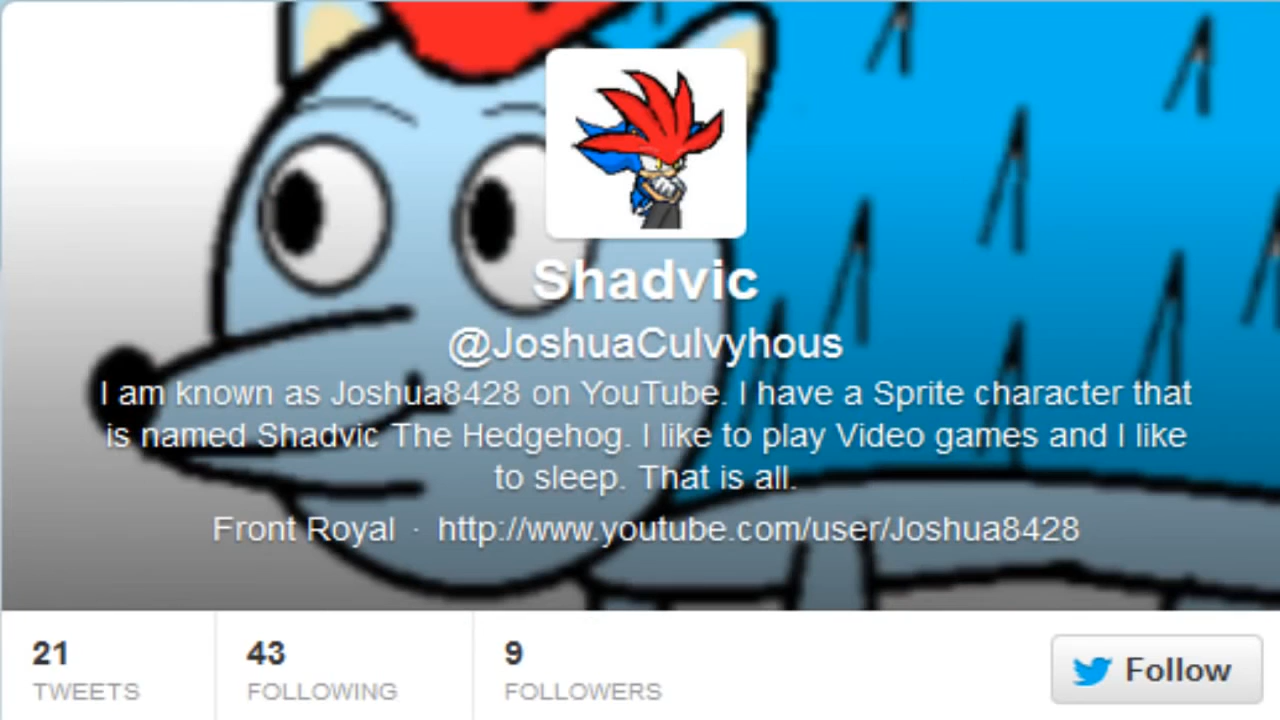 Shadvic
@JoshuaCulvyhous
I am known as Joshua8428 on YouTube. I have a Sprite character that
is named Shadvic The Hedgehog. I like to play Video games and I like
to sleep. That is all.
Front Royal · http://www.youtube.com/user/Joshua8428
21 43 9
TWEETS FOLLOWING FOLLOWERS
Follow